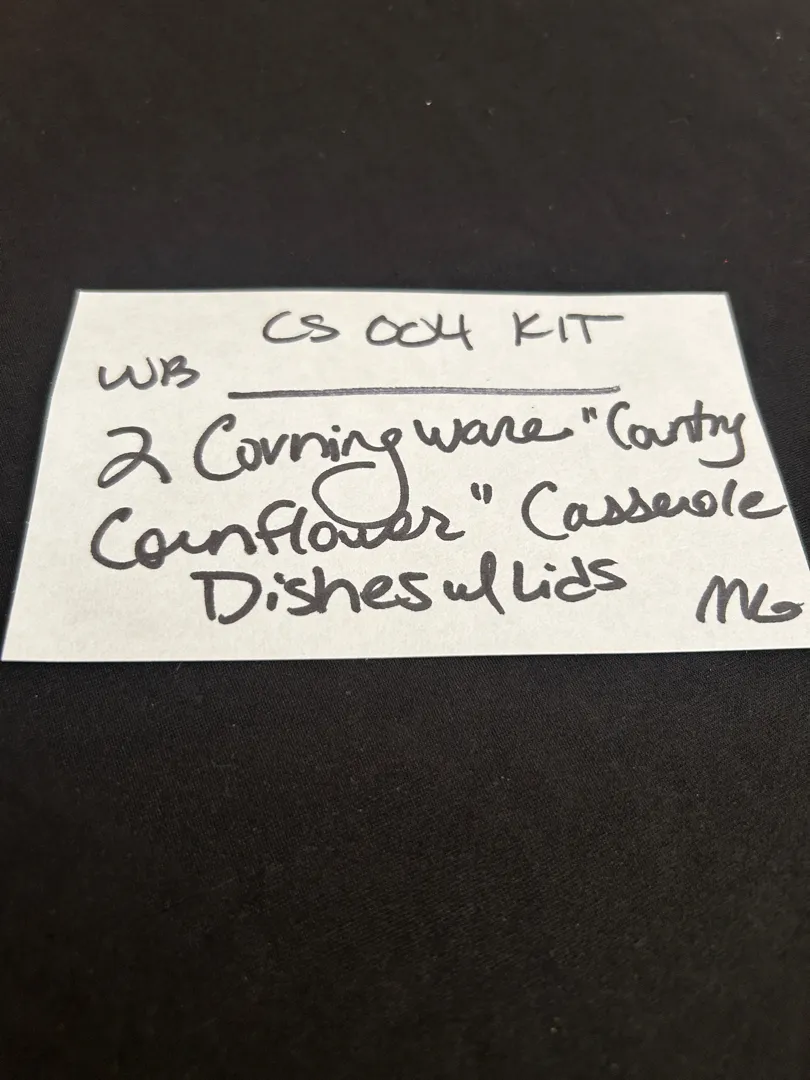 CS 004 KIT
WB
2 Corningware "Country
Cornflower" Casserole
Dishes w/ Lids
MG